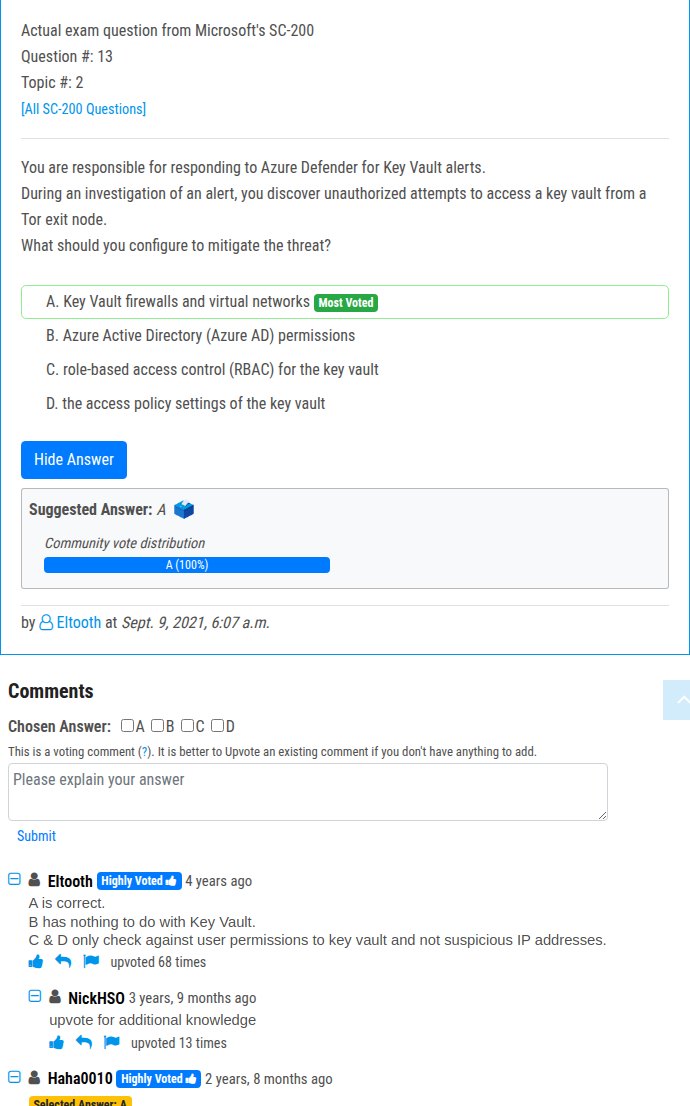 Actual exam question from Microsoft's SC-200
Question #: 13
Topic #: 2
[All SC-200 Questions]
You are responsible for responding to Azure Defender for Key Vault alerts.
During an investigation of an alert, you discover unauthorized attempts to access a key vault from a
Tor exit node.
What should you configure to mitigate the threat?
A. Key Vault firewalls and virtual networks Most Voted
B. Azure Active Directory (Azure AD) permissions
C. role-based access control (RBAC) for the key vault
D. the access policy settings of the key vault
Hide Answer
Suggested Answer: A
Community vote distribution
A (100%)
by Eltooth at Sept. 9, 2021, 6:07 a.m.
Comments
Chosen Answer: A B C D
This is a voting comment (?). It is better to Upvote an existing comment if you don't have anything to add.
Please explain your answer
Submit
Eltooth Highly Voted 4 years ago
A is correct.
B has nothing to do with Key Vault.
C & D only check against user permissions to key vault and not suspicious IP addresses.
upvoted 68 times
NickHSO 3 years, 9 months ago
upvote for additional knowledge
upvoted 13 times
Haha0010 Highly Voted 2 years, 8 months ago
Selected Answer: A